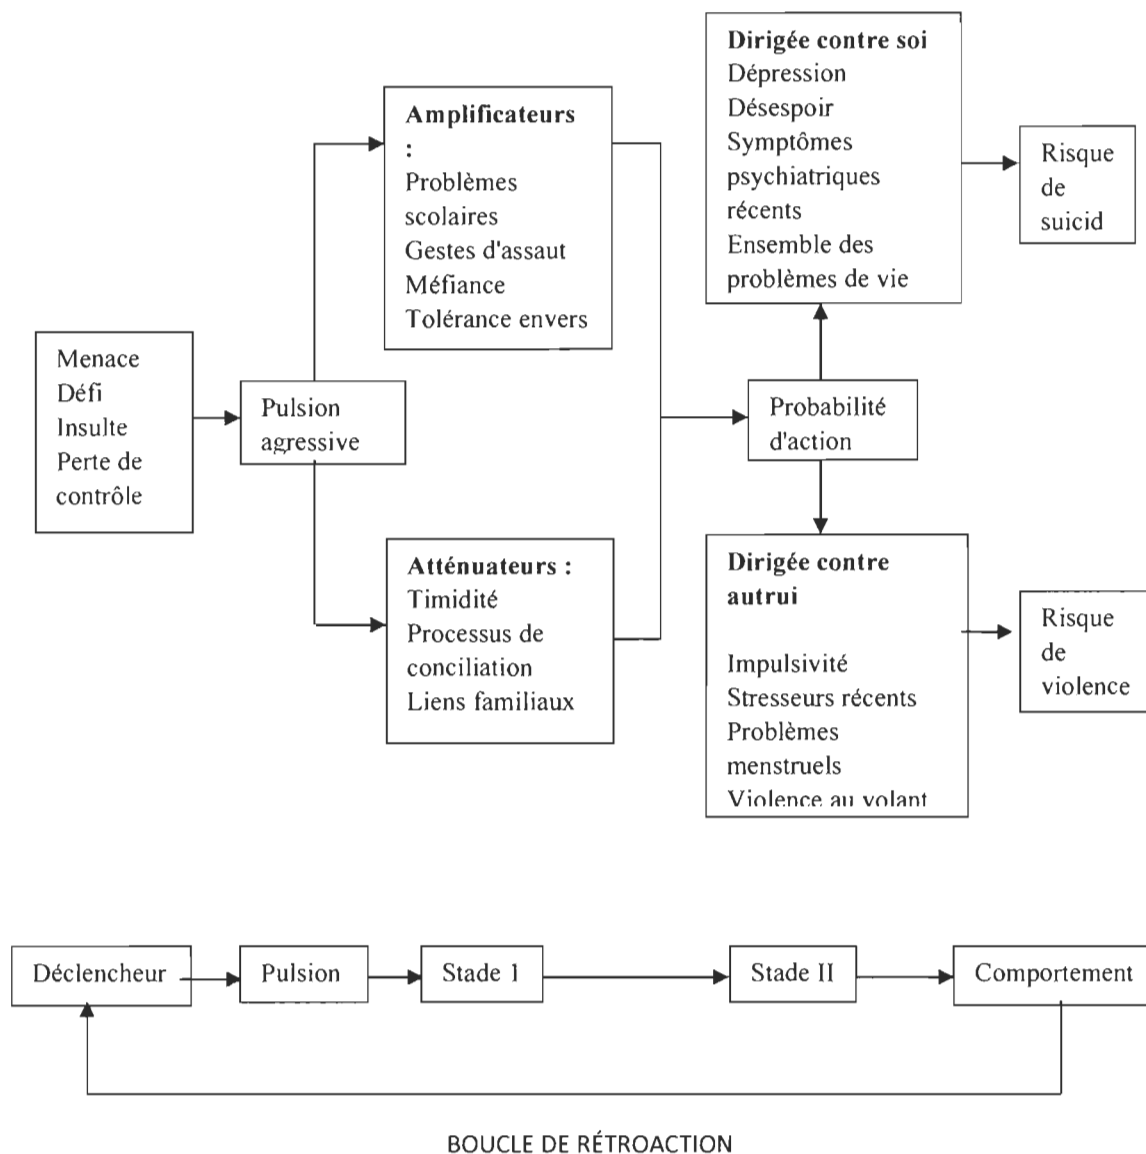 Menace
Défi
Insulte
Perte de
contrôle
Pulsion
agressive
Amplificateurs
:
Problèmes
scolaires
Gestes d'assaut
Méfiance
Tolérance envers
Atténuateurs :
Timidité
Processus de
conciliation
Liens familiaux
Probabilité
d'action
Dirigée contre soi
Dépression
Désespoir
Symptômes
psychiatriques
récents
Ensemble des
problèmes de vie
Risque
de
suicid
Dirigée contre
autrui
Impulsivité
Stresseurs récents
Problèmes
menstruels
Violence au volant
Risque
de
violence
Déclencheur
Pulsion
Stade I
Stade II
Comportement
BOUCLE DE RÉTROACTION